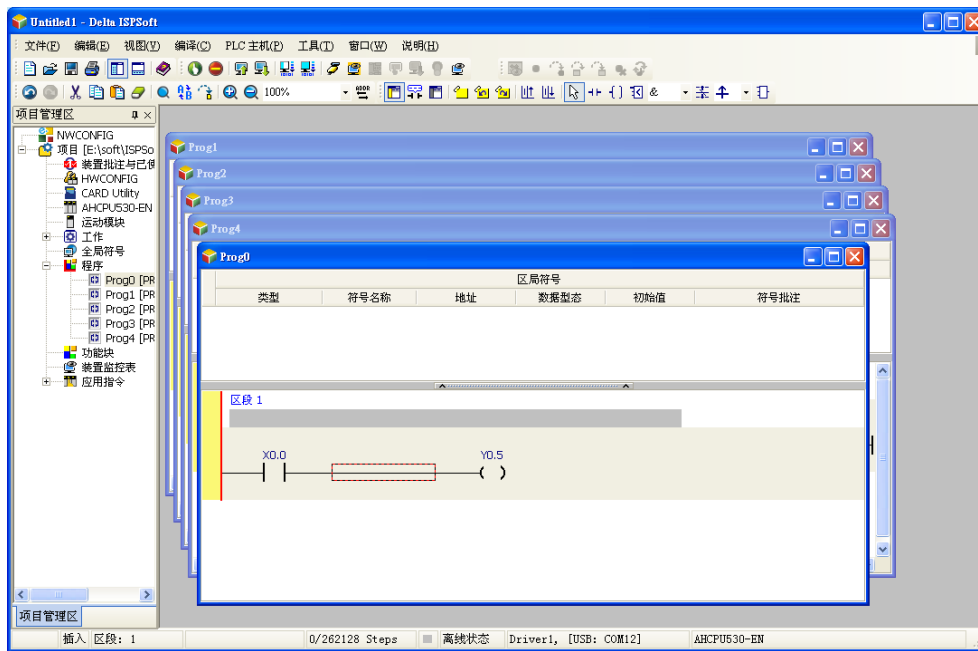 Untitled1 - Delta ISPSoft
文件(F) 编辑(E) 视图(V) 编译(C) PLC 主机(P) 工具(T) 窗口(W) 说明(H)
100%
&
项目管理区
NWCONFIG
项目 [E:\soft\ISPSo
装置批注与已使
HWCONFIG
CARD Utility
AHCPU530-EN
运动模块
工作
全局符号
程序
Prog0 [PR
Prog1 [PR
Prog2 [PR
Prog3 [PR
Prog4 [PR
功能块
装置监控表
应用指令
项目管理区
Prog1
Prog2
Prog3
Prog4
Prog0
区局符号
类型 符号名称 地址 数据型态 初始值 符号批注
区段 1
X0.0 Y0.5
插入 区段: 1 0/262128 Steps 离线状态 Driver1, [USB: COM12] AHCPU530-EN